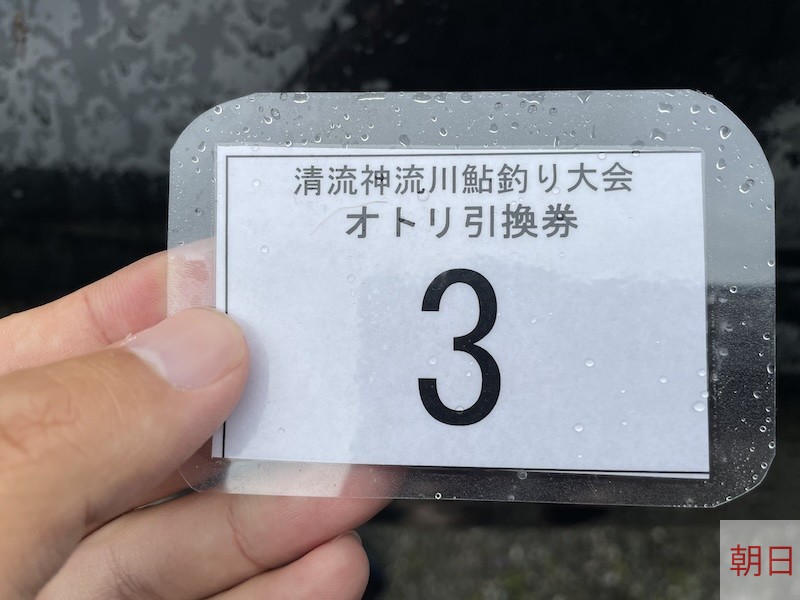 清流神流川鮎釣り大会
オトリ引換券
3
朝日